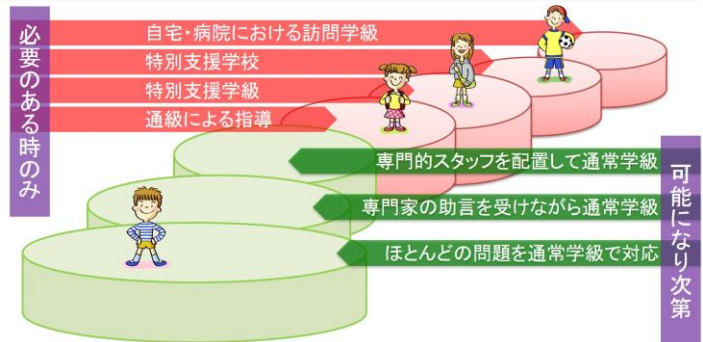 必要のある時のみ
自宅・病院における訪問学級
特別支援学校
特別支援学級
通級による指導
専門的スタッフを配置して通常学級
専門家の助言を受けながら通常学級
ほとんどの問題を通常学級で対応
可能になり次第